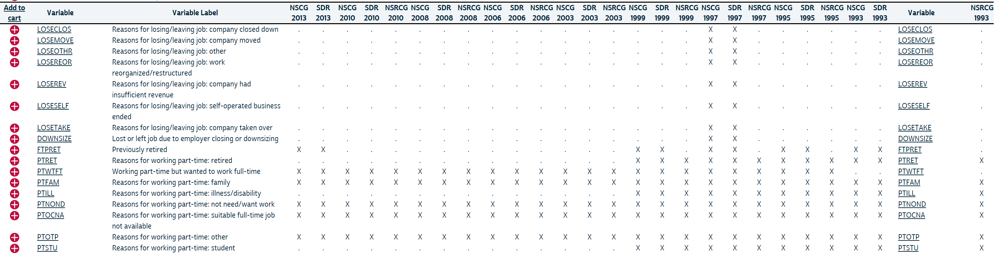 Add to cart Variable Variable Label NSCG 2013 SDR 2013 NSCG 2010 SDR 2010 NSRCG 2010 NSCG 2008 SDR 2008 NSRCG 2008 NSCG 2006 SDR 2006 NSRCG 2006 NSCG 2003 SDR 2003 NSRCG 2003 NSCG 1999 SDR 1999 NSRCG 1999 NSCG 1997 SDR 1997 NSRCG 1997 NSCG 1995 SDR 1995 NSRCG 1995 NSCG 1993 SDR 1993 Variable NSRCG 1993
LOSECLOS Reasons for losing/leaving job: company closed down . . . . . . . . . . . . . . . . . X X . . . . . . LOSECLOS .
LOSEMOVE Reasons for losing/leaving job: company moved . . . . . . . . . . . . . . . . . X X . . . . . . LOSEMOVE .
LOSEOTHR Reasons for losing/leaving job: other . . . . . . . . . . . . . . . . . X X . . . . . . LOSEOTHR .
LOSEREOR Reasons for losing/leaving job: work . . . . . . . . . . . . . . . . . X X . . . . . . LOSEREOR .
reorganized/restructured
LOSEREV Reasons for losing/leaving job: company had . . . . . . . . . . . . . . . . . X X . . . . . . LOSEREV .
insufficient revenue
LOSESELF Reasons for losing/leaving job: self-operated business . . . . . . . . . . . . . . . . . X X . . . . . . LOSESELF .
ended
LOSETAKE Reasons for losing/leaving job: company taken over . . . . . . . . . . . . . . . . . X X . . . . . . LOSETAKE .
DOWNSIZE Lost or left job due to employer closing or downsizing . . . . . . . . . . . . . . . . . X X . . . . . . DOWNSIZE .
FTPRET Previously retired X X . . . . . . . . . . . . X X . X X . X X . X X FTPRET .
PTRET Reasons for working part-time: retired . . . . . . . . . . . . . . X X X X X X X X X X X PTRET X
PTWTFT Working part-time but wanted to work full-time X X X X X X X X X X X X X X X X X X X X X X X . . PTWTFT .
PTFAM Reasons for working part-time: family X X X X X X X X X X X X X X X X X X X X X X X X X PTFAM X
PTILL Reasons for working part-time: illness/disability . . . . . . . . . . . . . . X X X X X X X X X X X PTILL X
PTNOND Reasons for working part-time: not need/want work X X X X X X X X X X X X X X X X X X X X X X X X X PTNOND X
PTOCNA Reasons for working part-time: suitable full-time job X X X X X X X X X X X X X X X X X X X X X X X X X PTOCNA X
not available
PTOTP Reasons for working part-time: other X X X X X X X X X X X X X X X X X X X X X X X X X PTOTP X
PTSTU Reasons for working part-time: student . . . . . . . . . . . . . . X X X X X X X X X X X PTSTU X